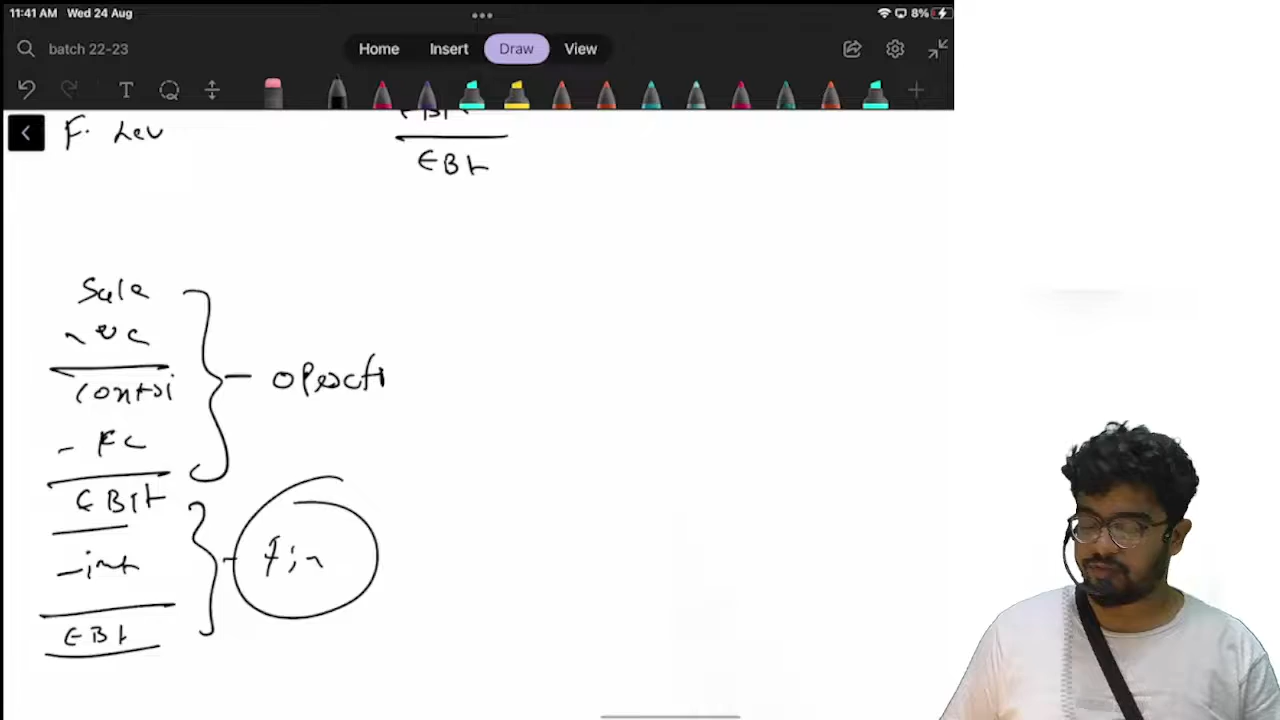 11:41 AM Wed 24 Aug
8%
batch 22-23
Home Insert Draw View
T
F. Lev
EBIT
EBt
Sale
- VC
Contri
- FC
EBIt
- int
EBt
operati
Fin